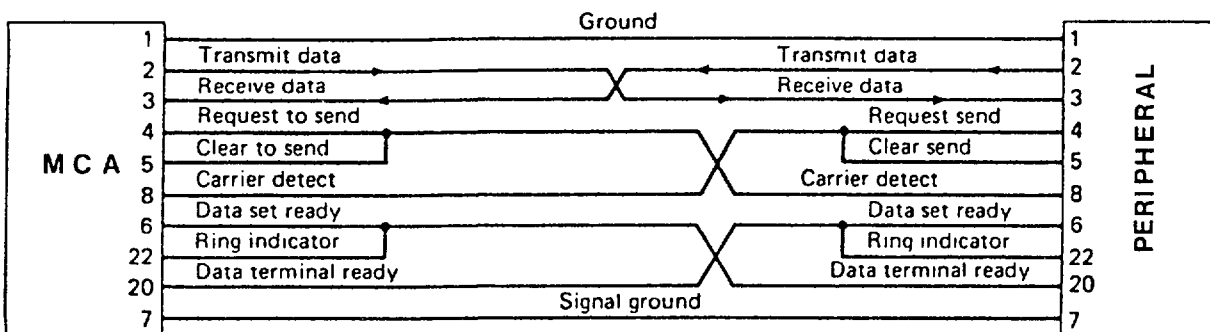 Ground
1 1
Transmit data Transmit data
2 2
Receive data Receive data
3 3
Request to send Request send
4 4
Clear to send Clear send
M C A 5 5 PERIPHERAL
Carrier detect Carrier detect
8 8
Data set ready Data set ready
6 6
Ring indicator Ring indicator
22 22
Data terminal ready Data terminal ready
20 20
Signal ground
7 7